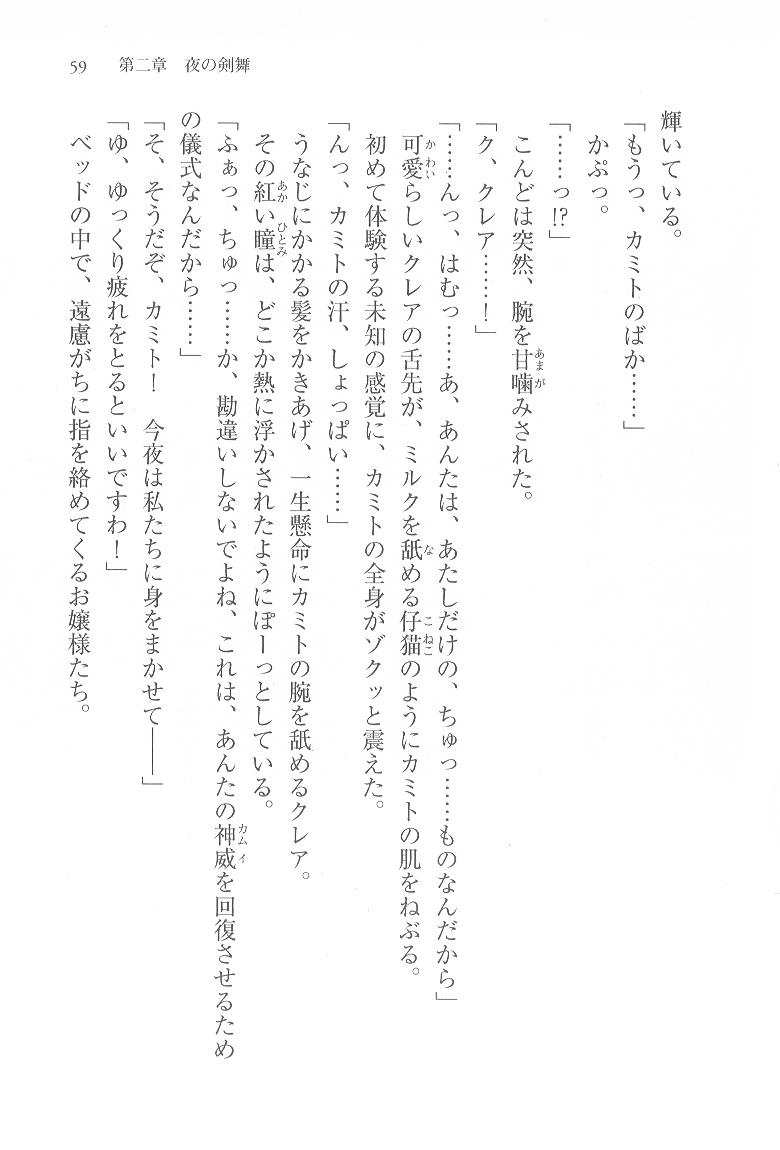 59　第二章　夜の剣舞
輝いている。
「もうっ、カミトのばか……」
かぷっ。
「……っ!?」
こんどは突然、腕を甘噛みされた。
「ク、クレア……！」
「……んっ、はむっ……あ、あんたは、あたしだけの、ちゅっ……ものなんだから」
可愛らしいクレアの舌先が、ミルクを舐める仔猫のようにカミトの肌をねぶる。
初めて体験する未知の感覚に、カミトの全身がゾクッと震えた。
「んっ、カミトの汗、しょっぱい……」
うなじにかかる髪をかきあげ、一生懸命にカミトの腕を舐めるクレア。
その紅い瞳は、どこか熱に浮かされたようにぽーっとしている。
「ふぁっ、ちゅっ……か、勘違いしないでよね、これは、あんたの神威を回復させるため
の儀式なんだから……」
「そ、そうだぞ、カミト！　今夜は私たちに身をまかせて――」
「ゆ、ゆっくり疲れをとるといいですわ！」
ベッドの中で、遠慮がちに指を絡めてくるお嬢様たち。